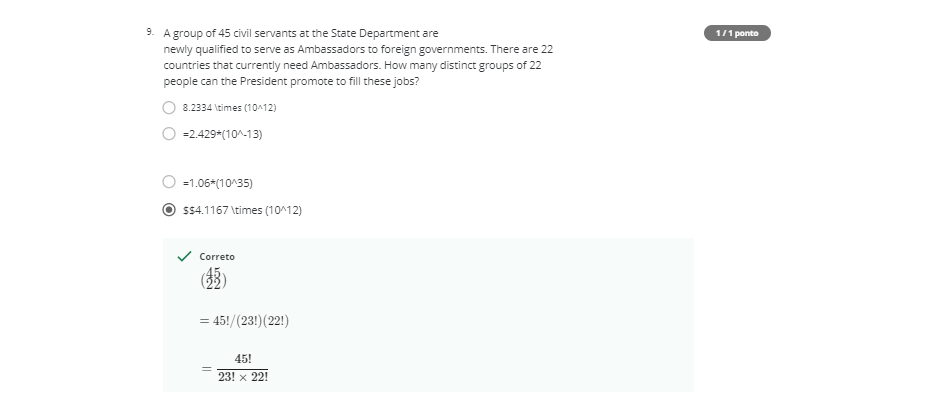 9. A group of 45 civil servants at the State Department are
1 / 1 ponto
newly qualified to serve as Ambassadors to foreign governments. There are 22
countries that currently need Ambassadors. How many distinct groups of 22
people can the President promote to fill these jobs?
8.2334 \times (10^12)
=2.429*(10^-13)
=1.06*(10^35)
$$4.1167 \times (10^12)
Correto
(45
22)
= 45!/(23!)(22!)
= 45!
23! × 22!